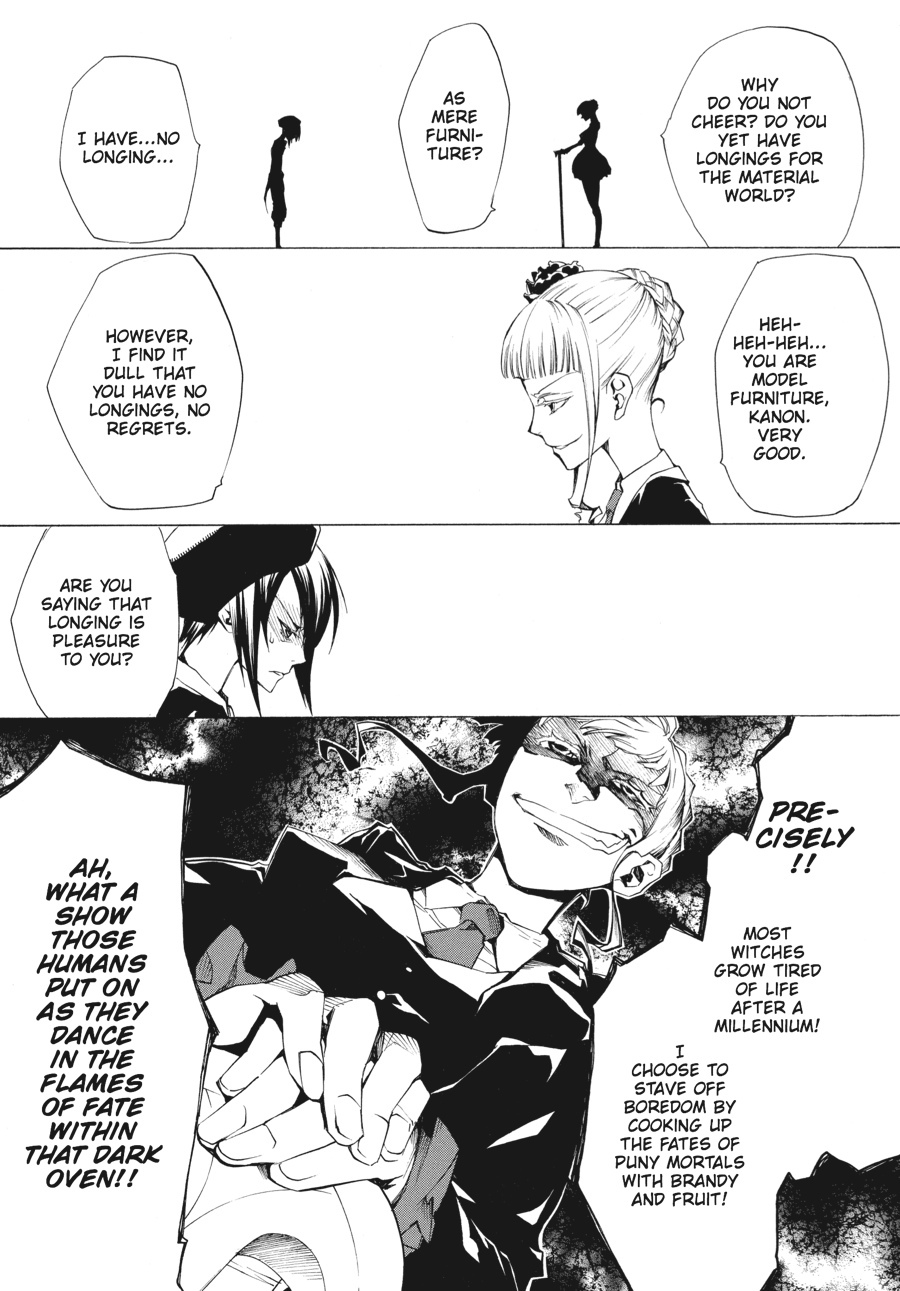 WHY
DO YOU NOT
CHEER? DO YOU
YET HAVE
LONGINGS FOR
THE MATERIAL
WORLD?
AS
MERE
FURNI-
TURE?
I HAVE...NO
LONGING...
HEH-
HEH-HEH...
YOU ARE
MODEL
FURNITURE,
KANON.
VERY
GOOD.
HOWEVER,
I FIND IT
DULL THAT
YOU HAVE NO
LONGINGS, NO
REGRETS.
ARE YOU
SAYING THAT
LONGING IS
PLEASURE
TO YOU?
PRE-
CISELY
!!
MOST
WITCHES
GROW TIRED
OF LIFE
AFTER A
MILLENNIUM!
I
CHOOSE TO
STAVE OFF
BOREDOM BY
COOKING UP
THE FATES OF
PUNY MORTALS
WITH BRANDY
AND FRUIT!
AH,
WHAT A
SHOW
THOSE
HUMANS
PUT ON
AS THEY
DANCE
IN THE
FLAMES
OF FATE
WITHIN
THAT DARK
OVEN!!